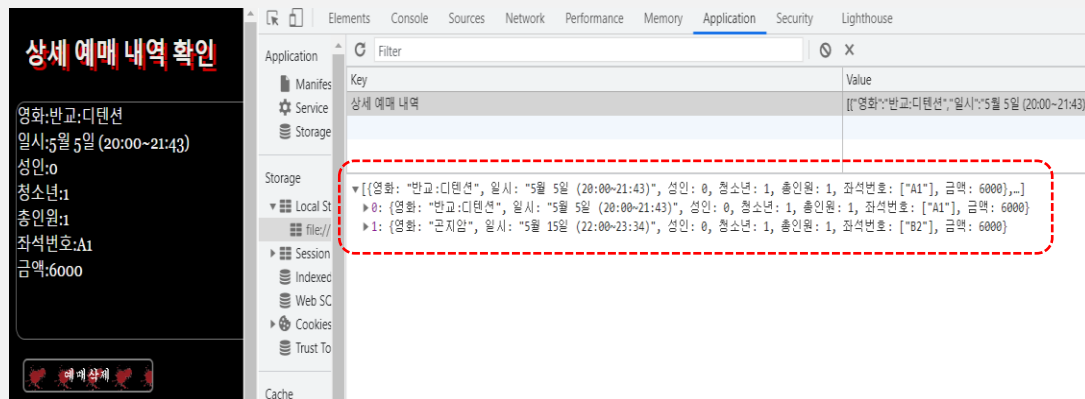 상세 예매 내역 확인
영화:반교:디텐션
일시:5월 5일 (20:00~21:43)
성인:0
청소년:1
총인원:1
좌석번호:A1
금액:6000
예매삭제
Elements Console Sources Network Performance Memory Application Security Lighthouse
Application
Manifes
Service
Storage
Storage
Local St
file://
Session
Indexed
Web SC
Cookies
Trust To
Cache
Filter
Key Value
상세 예매 내역 [{"영화":"반교:디텐션","일시":"5월 5일 (20:00~21:43)
▼[{영화: "반교:디텐션", 일시: "5월 5일 (20:00~21:43)", 성인: 0, 청소년: 1, 총인원: 1, 좌석번호: ["A1"], 금액: 6000},…]
▶0: {영화: "반교:디텐션", 일시: "5월 5일 (20:00~21:43)", 성인: 0, 청소년: 1, 총인원: 1, 좌석번호: ["A1"], 금액: 6000}
▶1: {영화: "곤지암", 일시: "5월 15일 (22:00~23:34)", 성인: 0, 청소년: 1, 총인원: 1, 좌석번호: ["B2"], 금액: 6000}